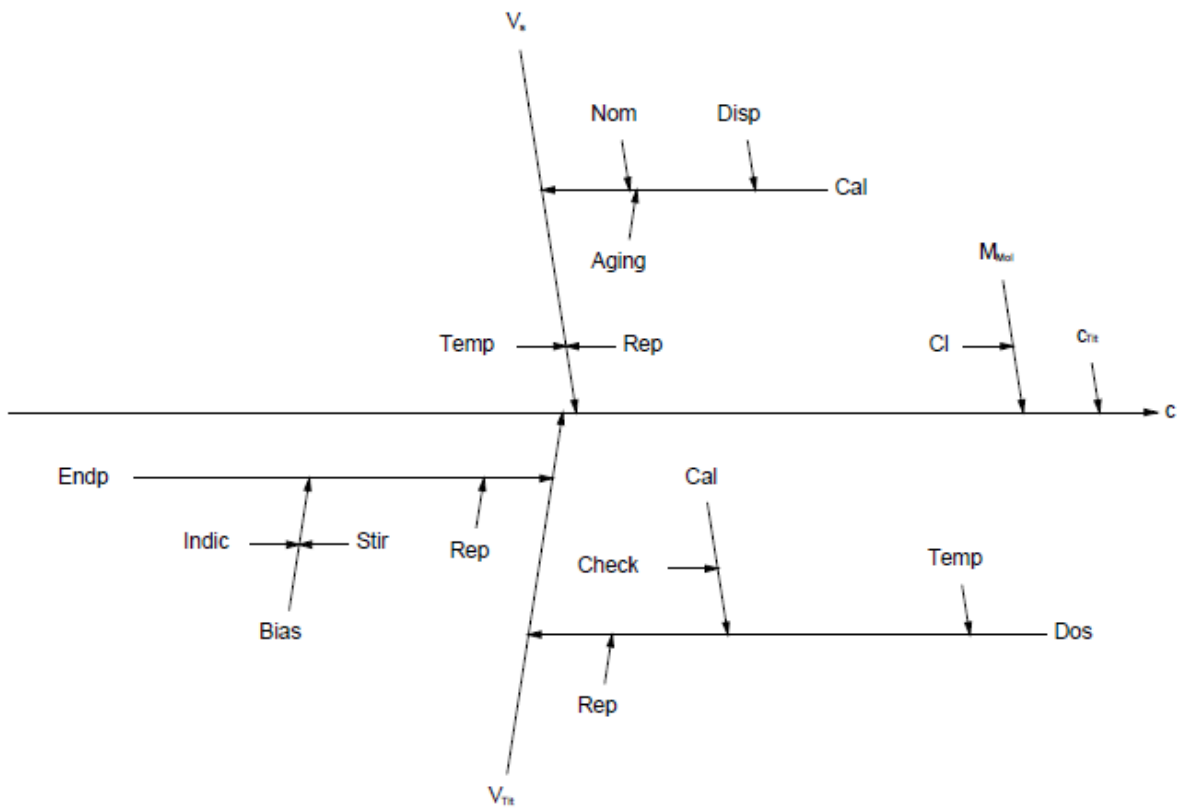 Vs
Nom Disp
Cal
Aging
MMol
Temp Rep Cl cTit
c
Endp Cal
Indic Stir Rep Check Temp
Bias Dos
Rep
VTit